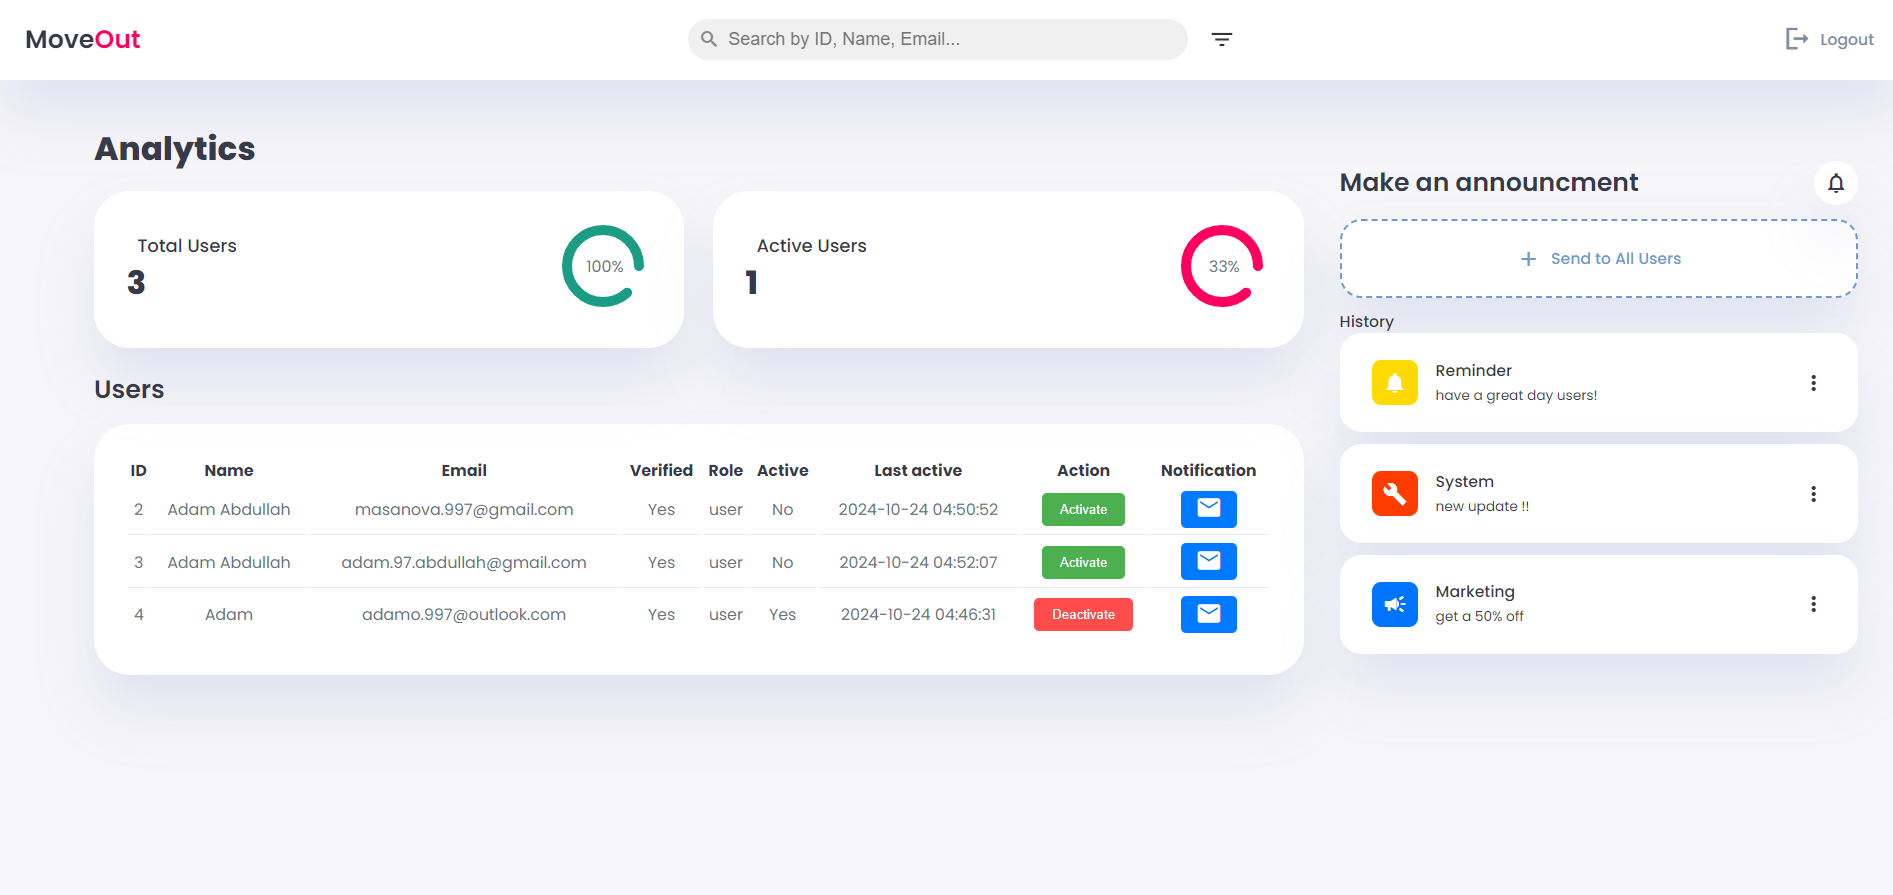 MoveOut
Search by ID, Name, Email...
Logout
Analytics
Total Users
3
100%
Active Users
1
33%
Users
ID Name Email Verified Role Active Last active Action Notification
2 Adam Abdullah masanova.997@gmail.com Yes user No 2024-10-24 04:50:52 Activate
3 Adam Abdullah adam.97.abdullah@gmail.com Yes user No 2024-10-24 04:52:07 Activate
4 Adam adamo.997@outlook.com Yes user Yes 2024-10-24 04:46:31 Deactivate
Make an announcment
Send to All Users
History
Reminder
have a great day users!
System
new update !!
Marketing
get a 50% off